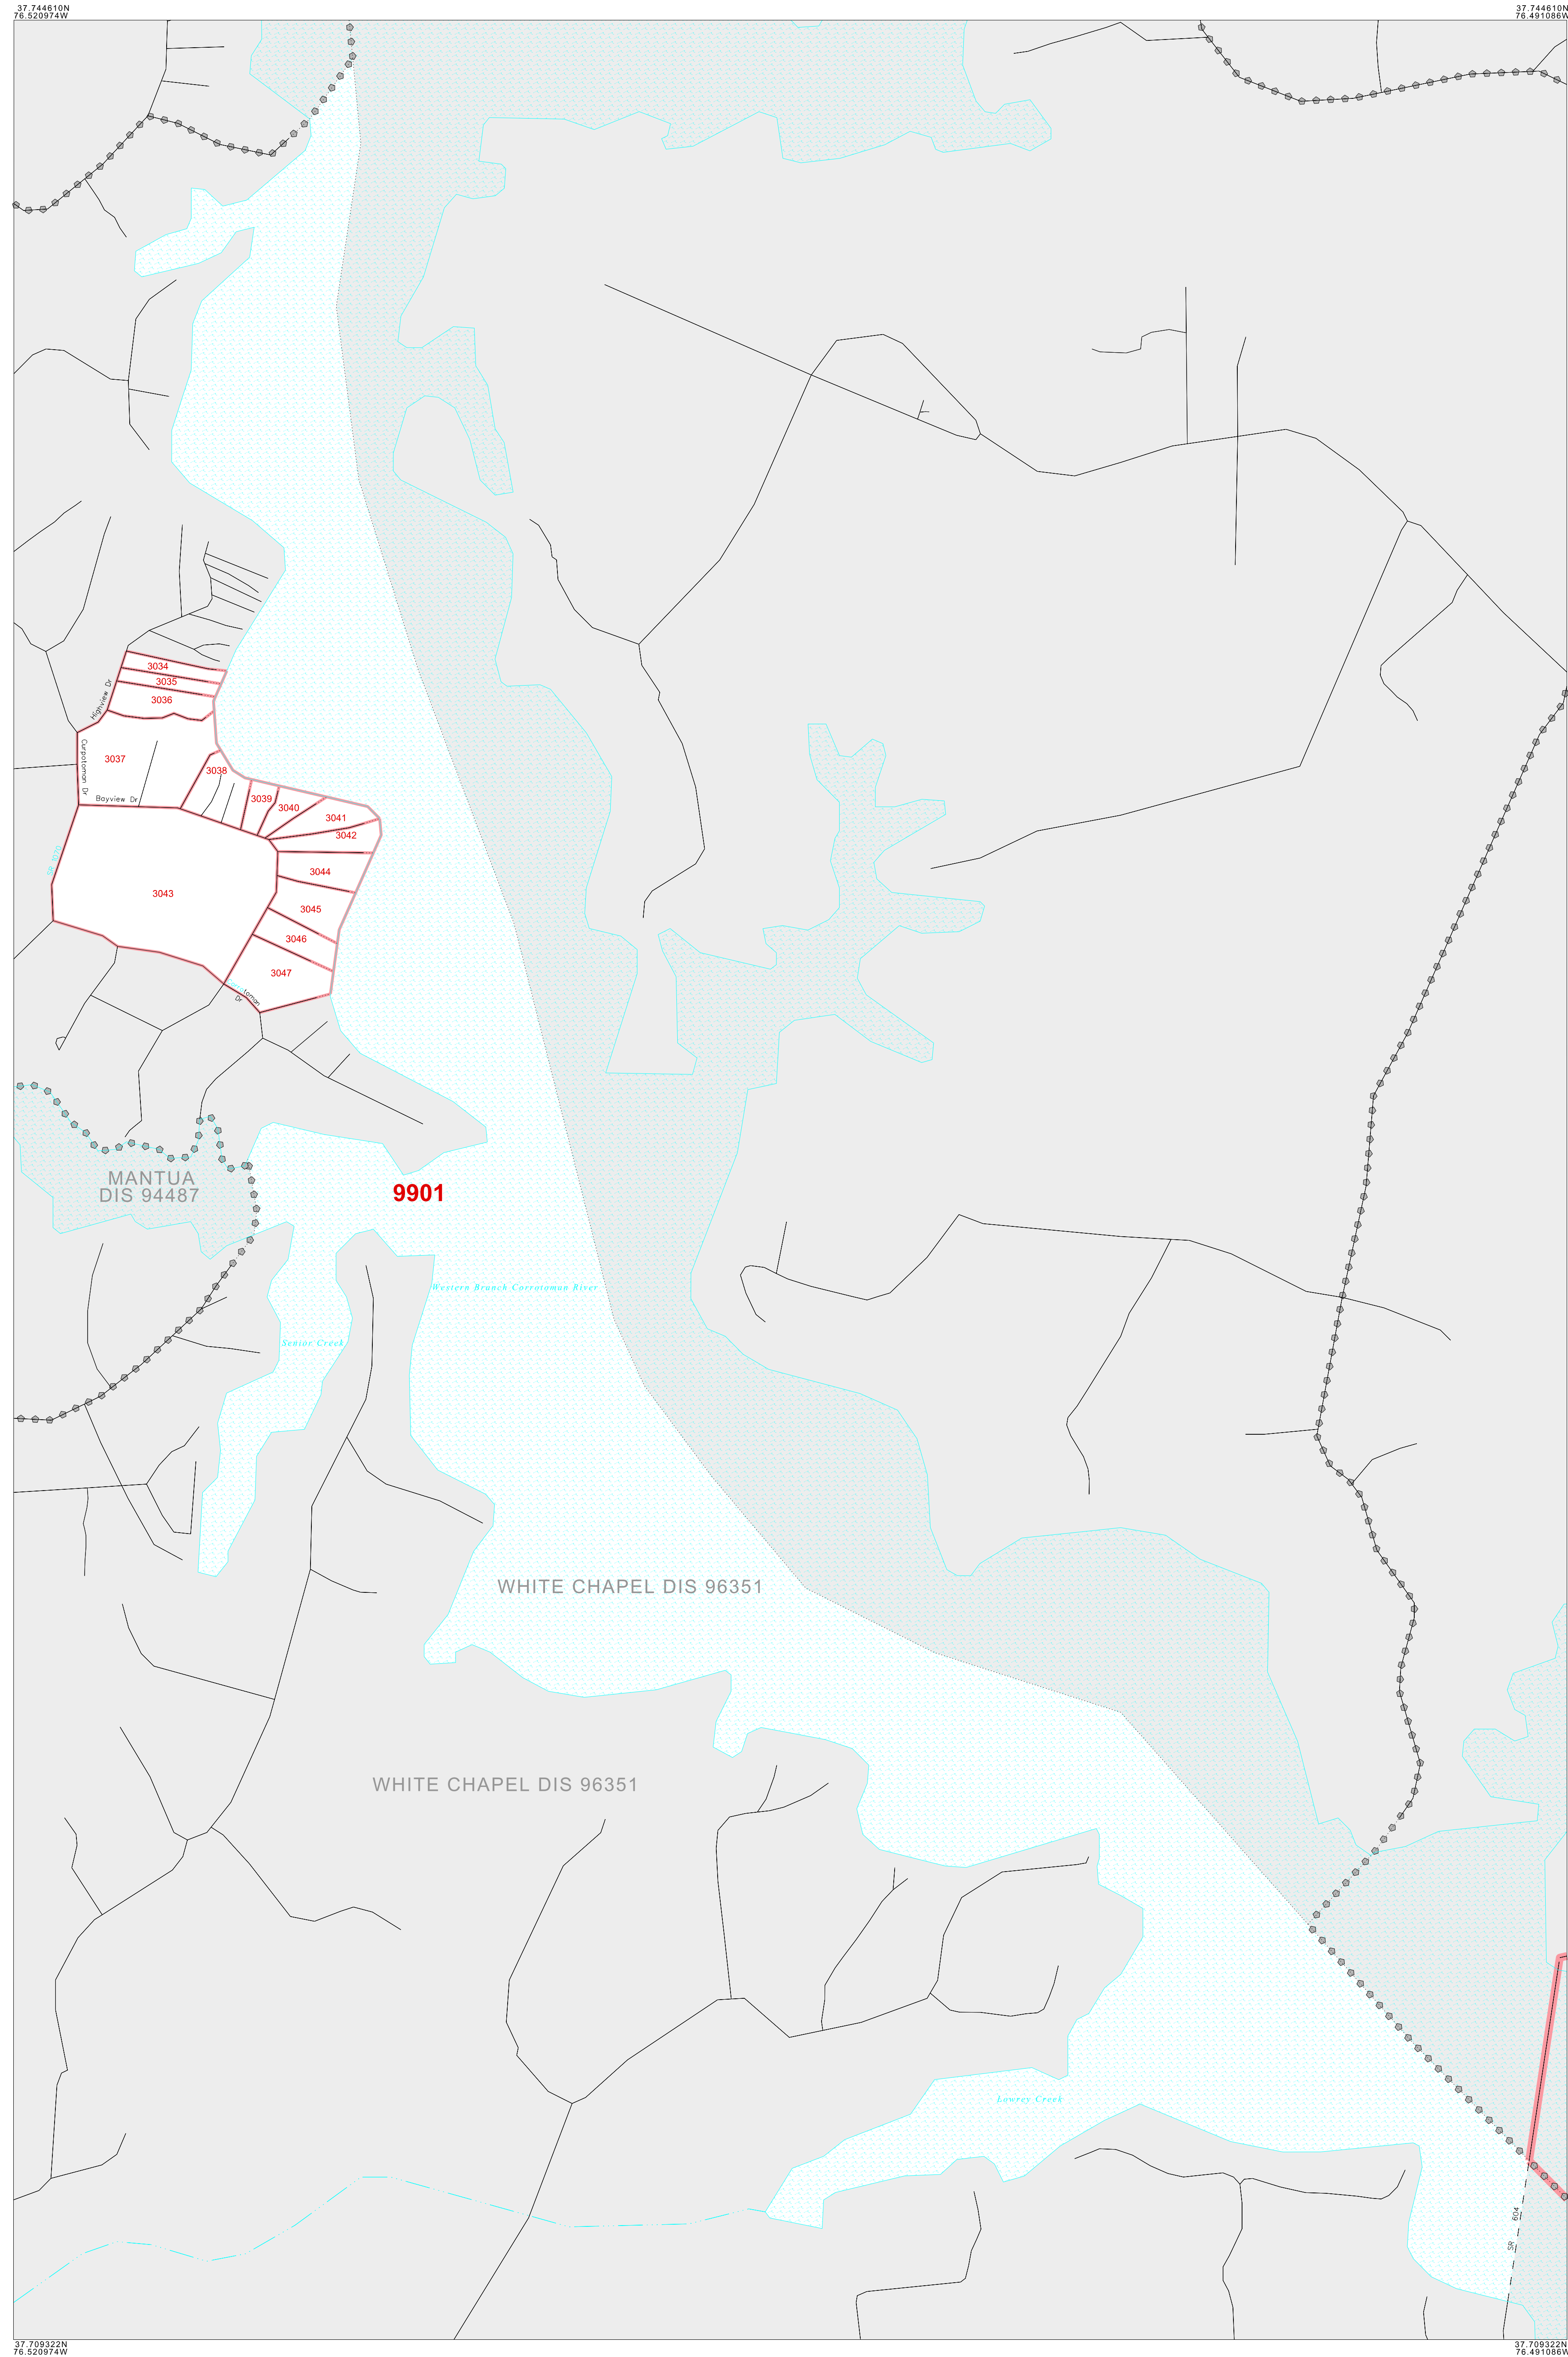 37.744610N
76.520974W
37.744610N
76.491086W
3034
3035
Highview Dr
3036
Corrotoman Dr
3037
3038
Bayview Dr
3039
3040
3041
3042
3044
3043
3045
3046
3047
toman
Dr
MANTUA
DIS 94487
9901
Western Branch Corrotoman River
Senior Creek
WHITE CHAPEL DIS 96351
WHITE CHAPEL DIS 96351
Lowrey Creek
SR 604
37.709322N
76.520974W
37.709322N
76.491086W